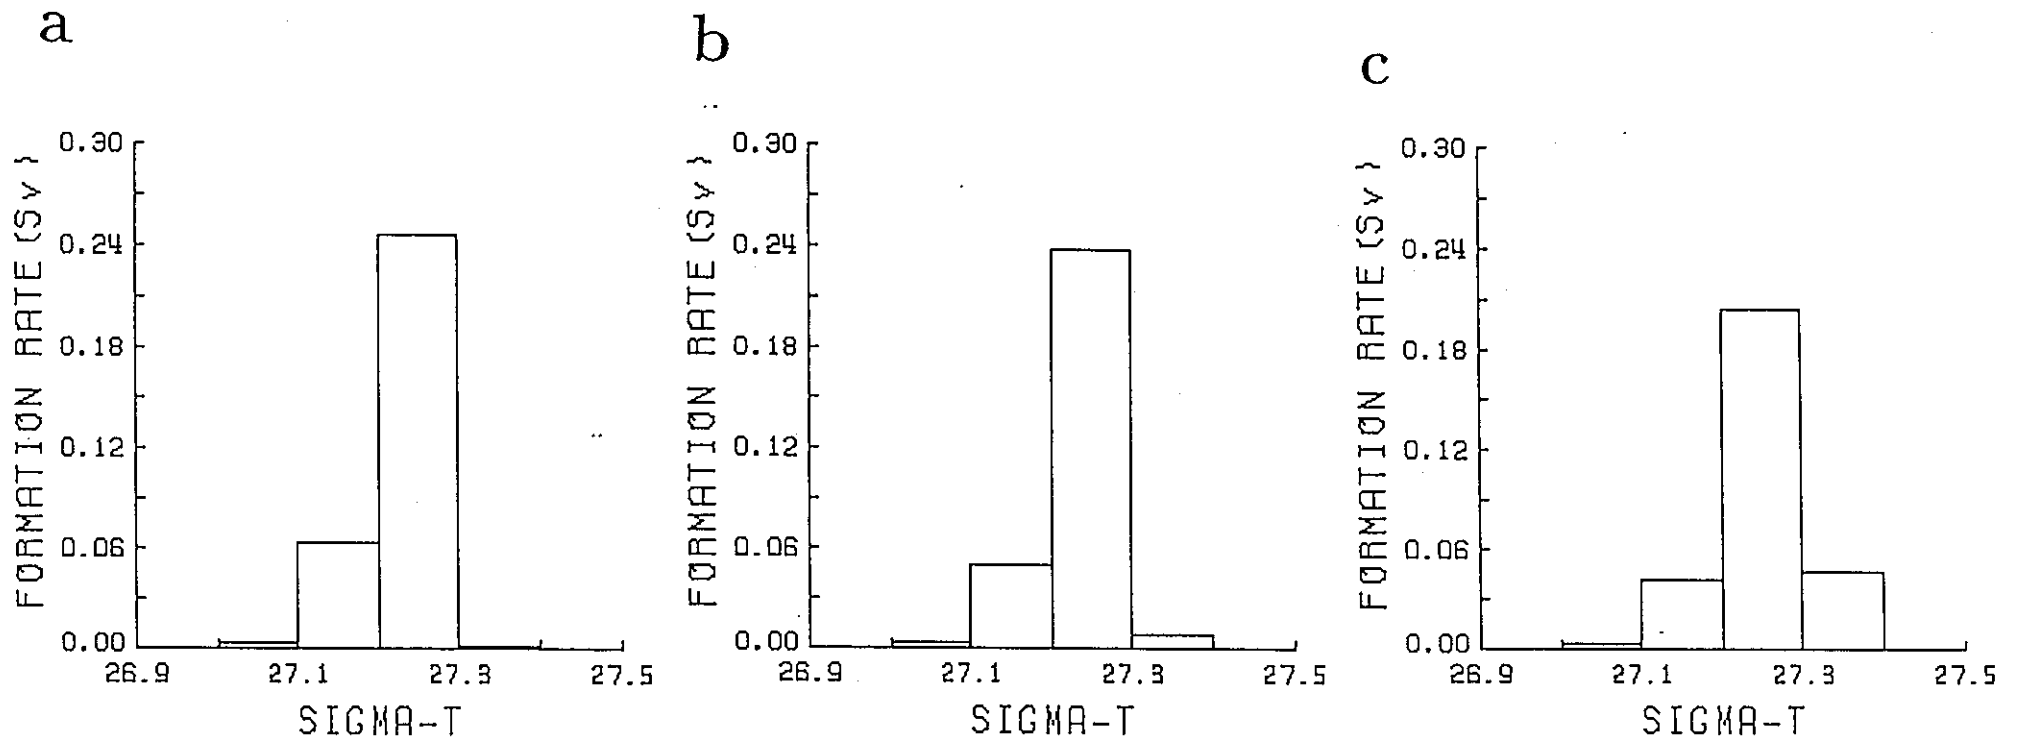 a
FORMATION RATE (Sv)
0.30
0.24
0.18
0.12
0.06
0.00
26.9 27.1 27.3 27.5
SIGMA-T
b
FORMATION RATE (Sv)
0.30
0.24
0.18
0.12
0.06
0.00
26.9 27.1 27.3 27.5
SIGMA-T
c
FORMATION RATE (Sv)
0.30
0.24
0.18
0.12
0.06
0.00
26.9 27.1 27.3 27.5
SIGMA-T